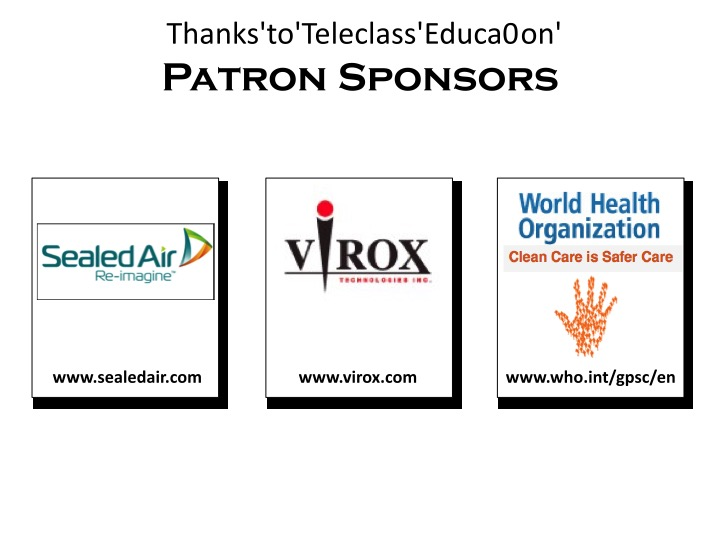 Thanks'to'Teleclass'Educa0on'
PATRON SPONSORS
Sealed Air
Re-imagine™
www.sealedair.com
VIROX
TECHNOLOGIES INC.
www.virox.com
World Health
Organization
Clean Care is Safer Care
www.who.int/gpsc/en